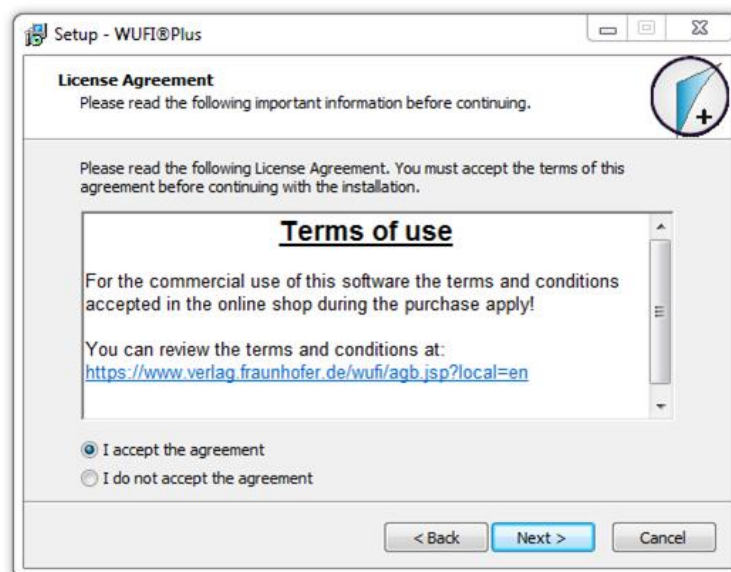 Setup - WUFI®Plus
License Agreement
Please read the following important information before continuing.
Please read the following License Agreement. You must accept the terms of this
agreement before continuing with the installation.
Terms of use
For the commercial use of this software the terms and conditions
accepted in the online shop during the purchase apply!
You can review the terms and conditions at:
https://www.verlag.fraunhofer.de/wufi/agb.jsp?local=en
I accept the agreement
I do not accept the agreement
< Back Next > Cancel